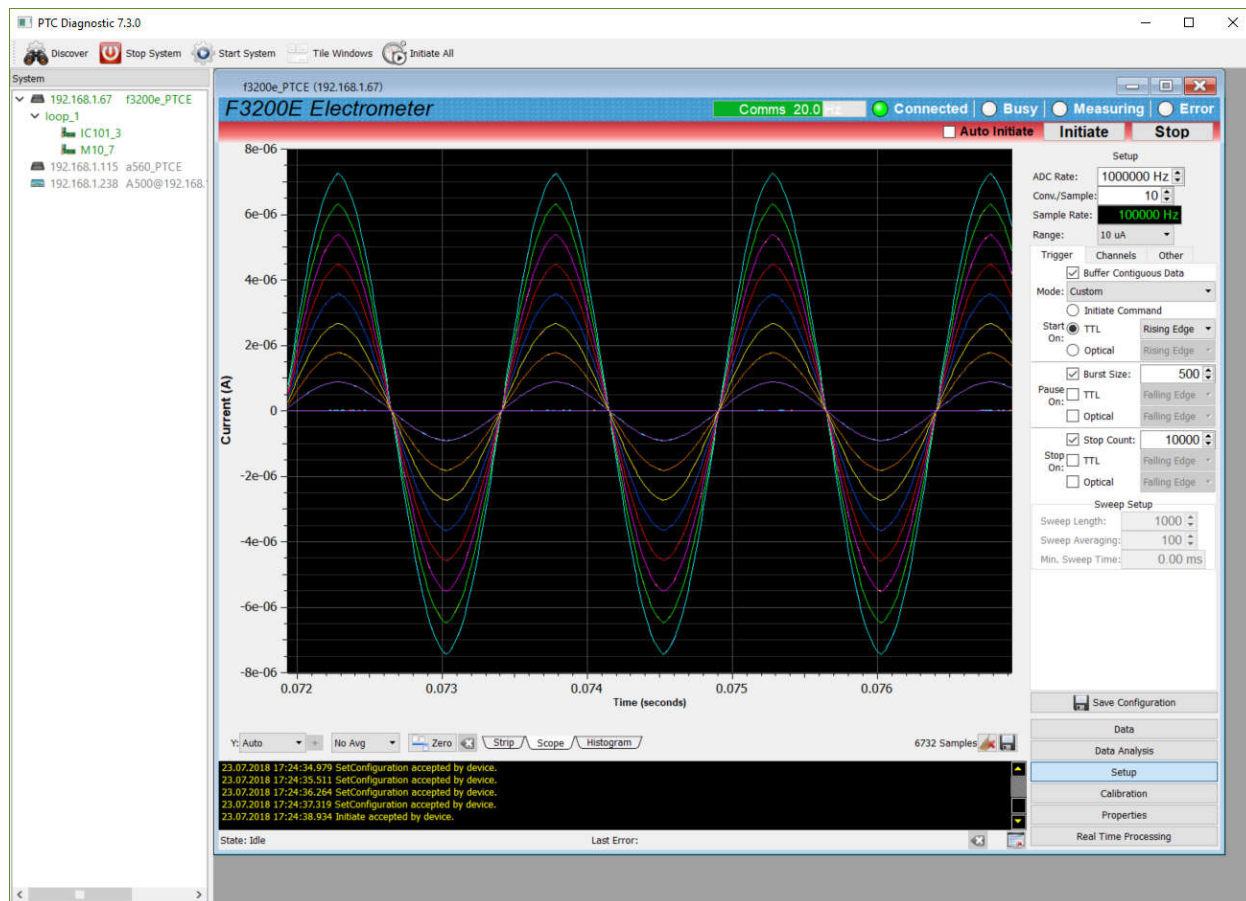 PTC Diagnostic 7.3.0
Discover Stop System Start System Tile Windows Initiate All
System
192.168.1.67 f3200e_PTCE
loop_1
IC101_3
M10_7
192.168.1.115 a560_PTCE
192.168.1.238 A500@192.168.
f3200e_PTCE (192.168.1.67)
F3200E Electrometer
Comms 20.0 Hz Connected Busy Measuring Error
Auto Initiate Initiate Stop
8e-06
6e-06
4e-06
2e-06
0
-2e-06
-4e-06
-6e-06
-8e-06
Current (A)
0.072 0.073 0.074 0.075 0.076
Time (seconds)
Setup
ADC Rate: 1000000 Hz
Conv./Sample: 10
Sample Rate: 100000 Hz
Range: 10 uA
Trigger Channels Other
Buffer Contiguous Data
Mode: Custom
Initiate Command
Start On: TTL Rising Edge
Optical Rising Edge
Burst Size: 500
Pause On: TTL Falling Edge
Optical Falling Edge
Stop Count: 10000
Stop On: TTL Falling Edge
Optical Falling Edge
Sweep Setup
Sweep Length: 1000
Sweep Averaging: 100
Min. Sweep Time: 0.00 ms
Save Configuration
Data
Data Analysis
Setup
Calibration
Properties
Real Time Processing
Y: Auto + No Avg Zero Strip Scope Histogram 6732 Samples
23.07.2018 17:24:34.979 SetConfiguration accepted by device.
23.07.2018 17:24:35.511 SetConfiguration accepted by device.
23.07.2018 17:24:36.264 SetConfiguration accepted by device.
23.07.2018 17:24:37.319 SetConfiguration accepted by device.
23.07.2018 17:24:38.934 Initiate accepted by device.
State: Idle Last Error: